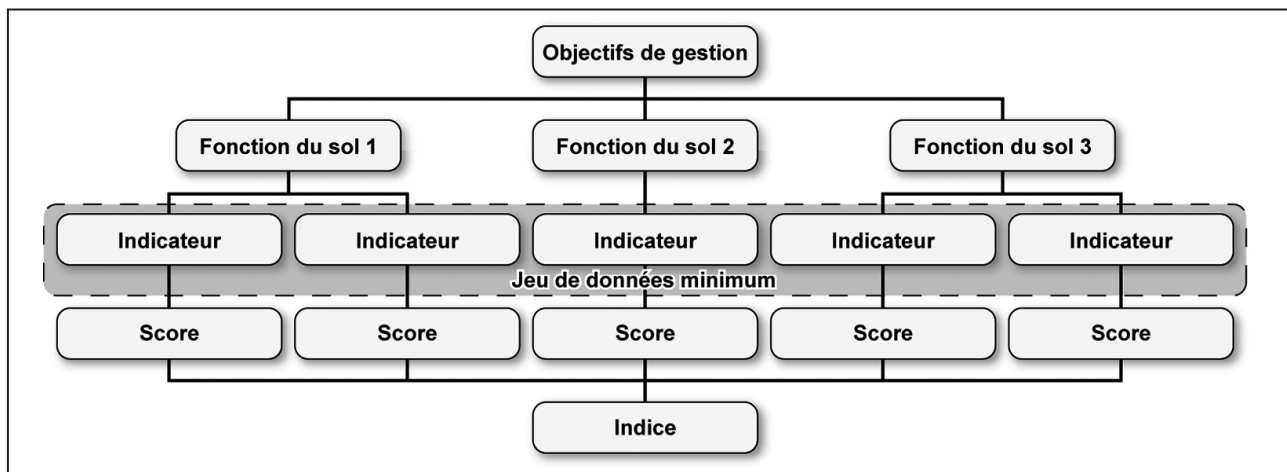 Objectifs de gestion
Fonction du sol 1
Fonction du sol 2
Fonction du sol 3
Indicateur
Indicateur
Indicateur
Indicateur
Indicateur
Jeu de données minimum
Score
Score
Score
Score
Score
Indice